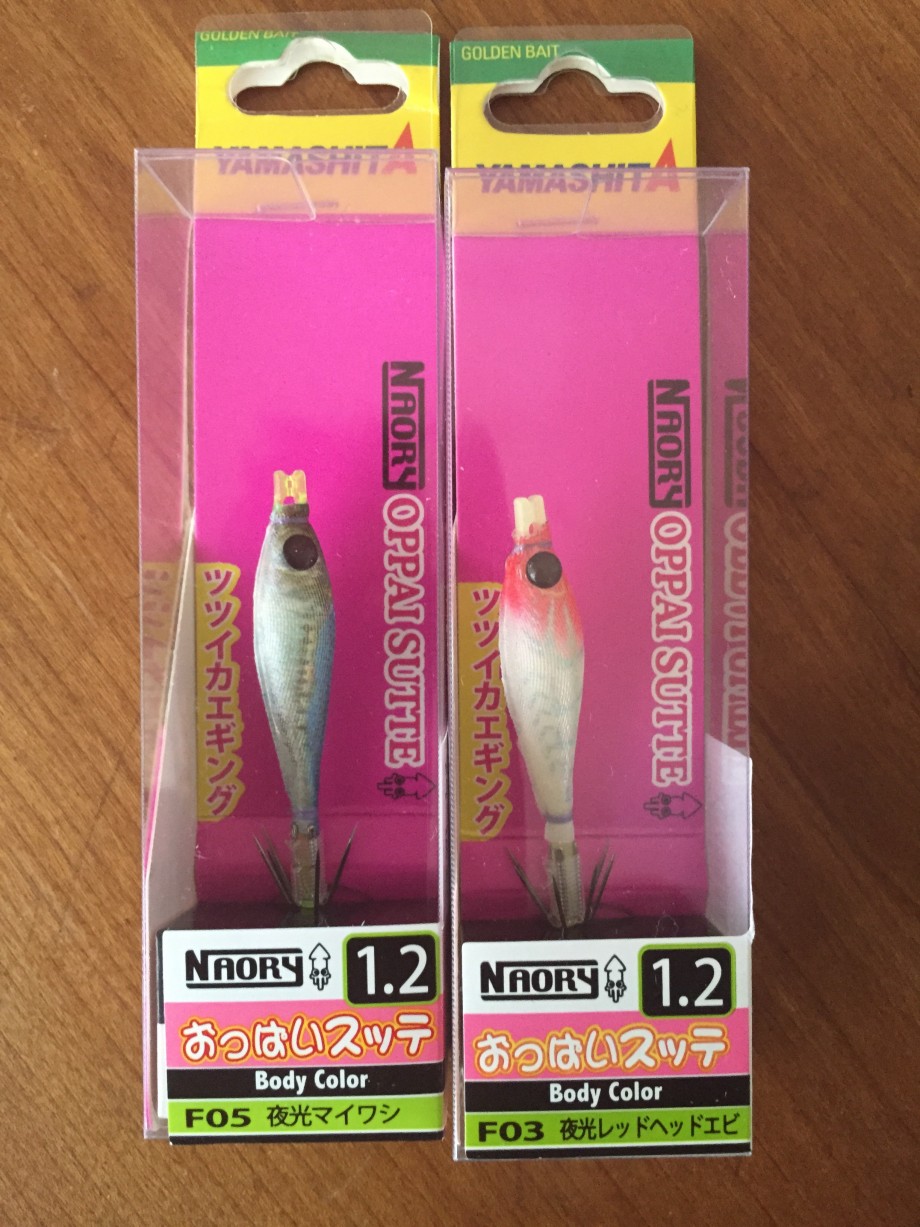 GOLDEN BAIT
YAMASHITA
NAORY OPPAI SUTTE
ツツイカエギング
NAORY 1.2
おっぱいスッテ
Body Color
F05 夜光マイワシ
GOLDEN BAIT
YAMASHITA
NAORY OPPAI SUTTE
ツツイカエギング
NAORY 1.2
おっぱいスッテ
Body Color
F03 夜光レッドヘッドエビ